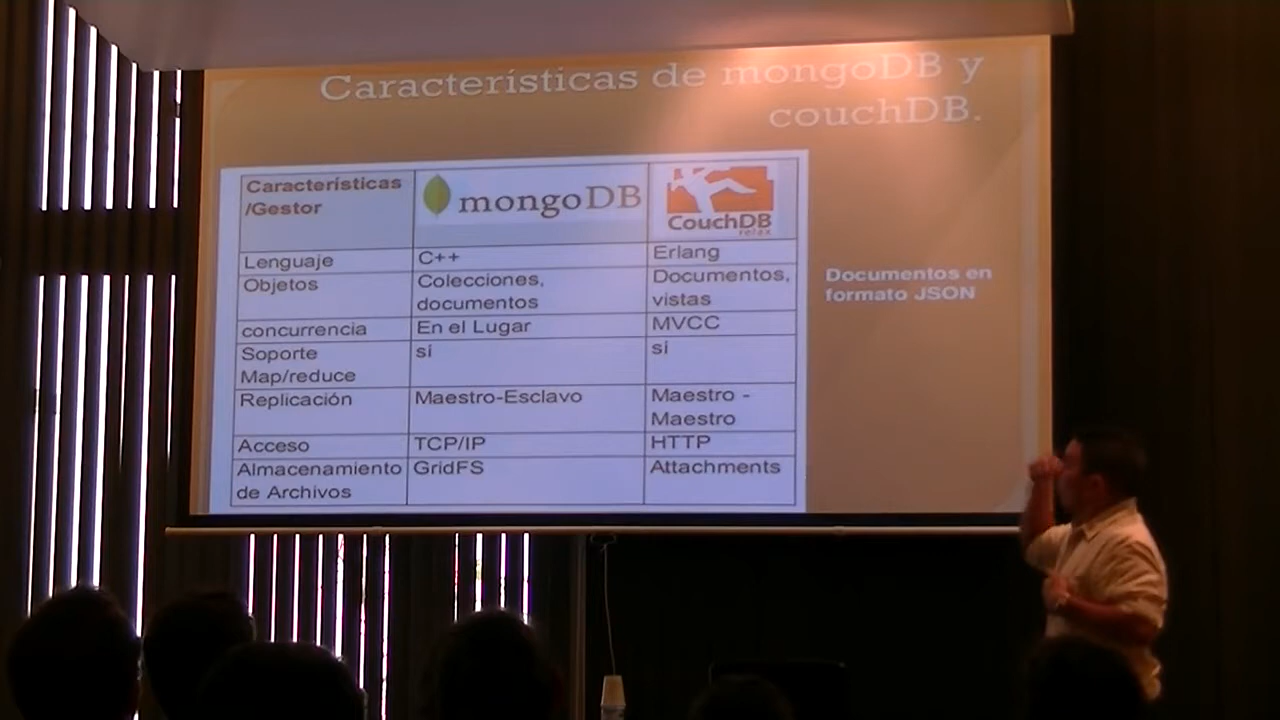 Características de mongoDB y
couchDB.
Características
/Gestor
mongoDB
CouchDB
relax
Lenguaje
C++
Erlang
Objetos
Colecciones,
documentos
Documentos,
vistas
concurrencia
En el Lugar
MVCC
Soporte
Map/reduce
sí
si
Replicación
Maestro-Esclavo
Maestro -
Maestro
Acceso
TCP/IP
HTTP
Almacenamiento
de Archivos
GridFS
Attachments
Documentos en
formato JSON